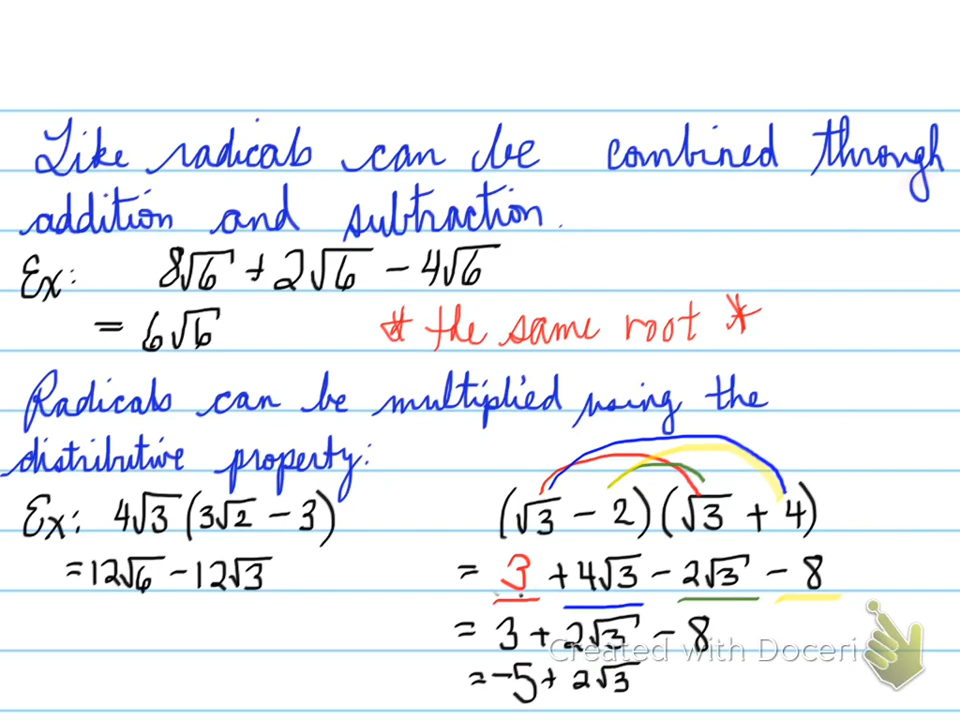 Like radicals can be combined through
addition and subtraction.
Ex: 8√6 + 2√6 − 4√6
= 6√6 * the same root *
Radicals can be multiplied using the
distributive property:
Ex: 4√3 (3√2 − 3) (√3 − 2)(√3 + 4)
= 12√6 − 12√3 = 3 + 4√3 − 2√3 − 8
= 3 + 2√3 − 8
= −5 + 2√3
Created with Doceri